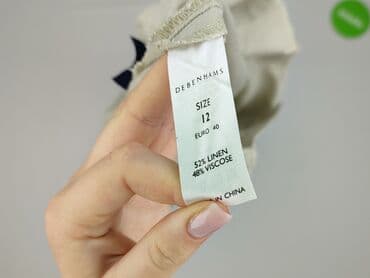 DEBENHAMS
SIZE
12
EURO 40
52% LINEN
48% VISCOSE
IN CHINA